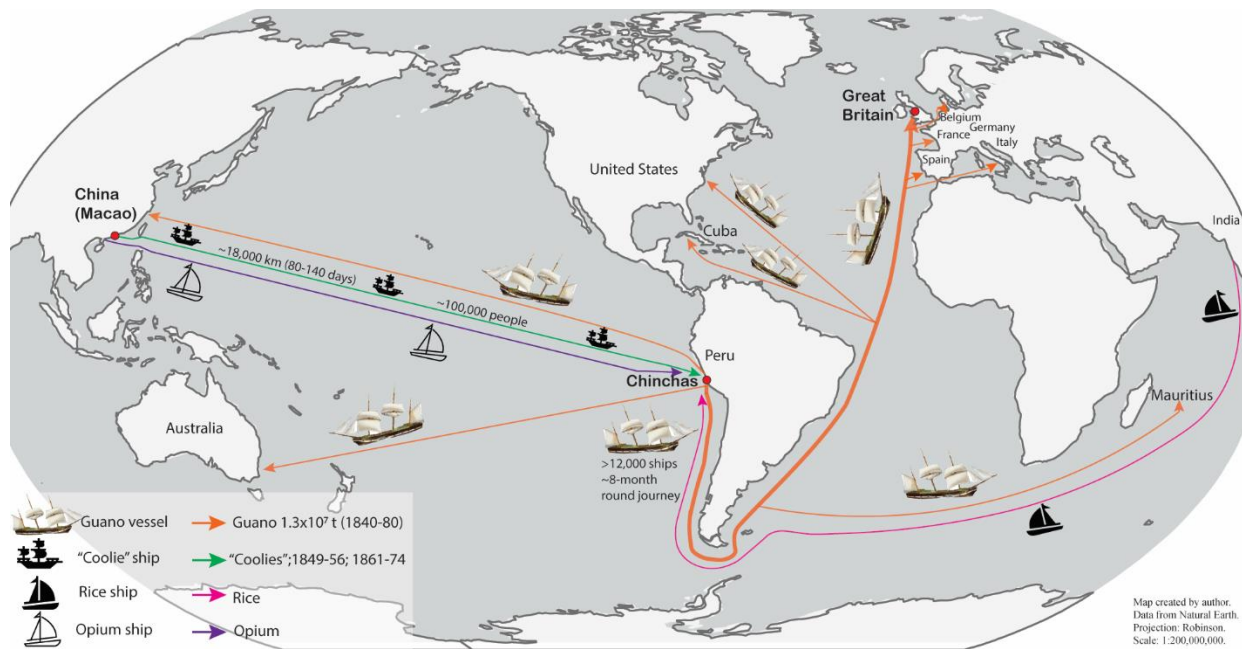 Great
Britain
Belgium
Germany
France
Italy
Spain
United States
China
(Macao)
India
Cuba
~18,000 km (80-140 days)
~100,000 people
Peru
Chinchas
Mauritius
Australia
>12,000 ships
~8-month
round journey
Guano vessel
Guano 1.3x10⁷ t (1840-80)
“Coolie” ship
“Coolies”;1849-56; 1861-74
Rice ship
Rice
Opium ship
Opium
Map created by author.
Data from Natural Earth.
Projection: Robinson.
Scale: 1:200,000,000.